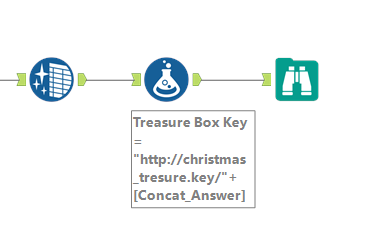 Treasure Box Key
=
"http://christmas
_tresure.key/"+
[Concat_Answer]